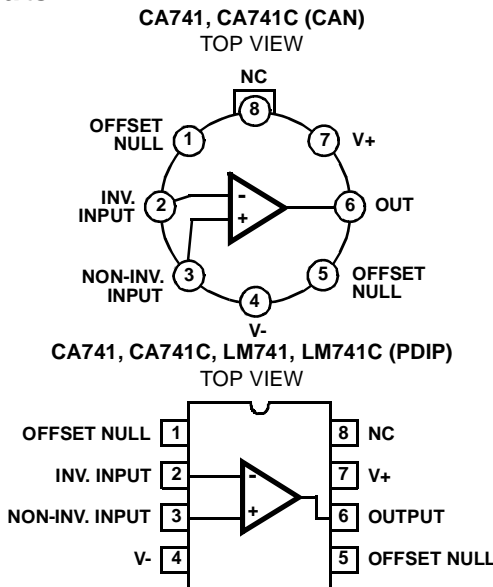 CA741, CA741C (CAN)
TOP VIEW
NC
8
OFFSET
NULL
1
7
V+
INV.
INPUT
2
-
+
6
OUT
NON-INV.
INPUT
3
5
OFFSET
NULL
4
V-
CA741, CA741C, LM741, LM741C (PDIP)
TOP VIEW
OFFSET NULL 1
8 NC
INV. INPUT 2
-
7 V+
NON-INV. INPUT 3
+
6 OUTPUT
V- 4
5 OFFSET NULL